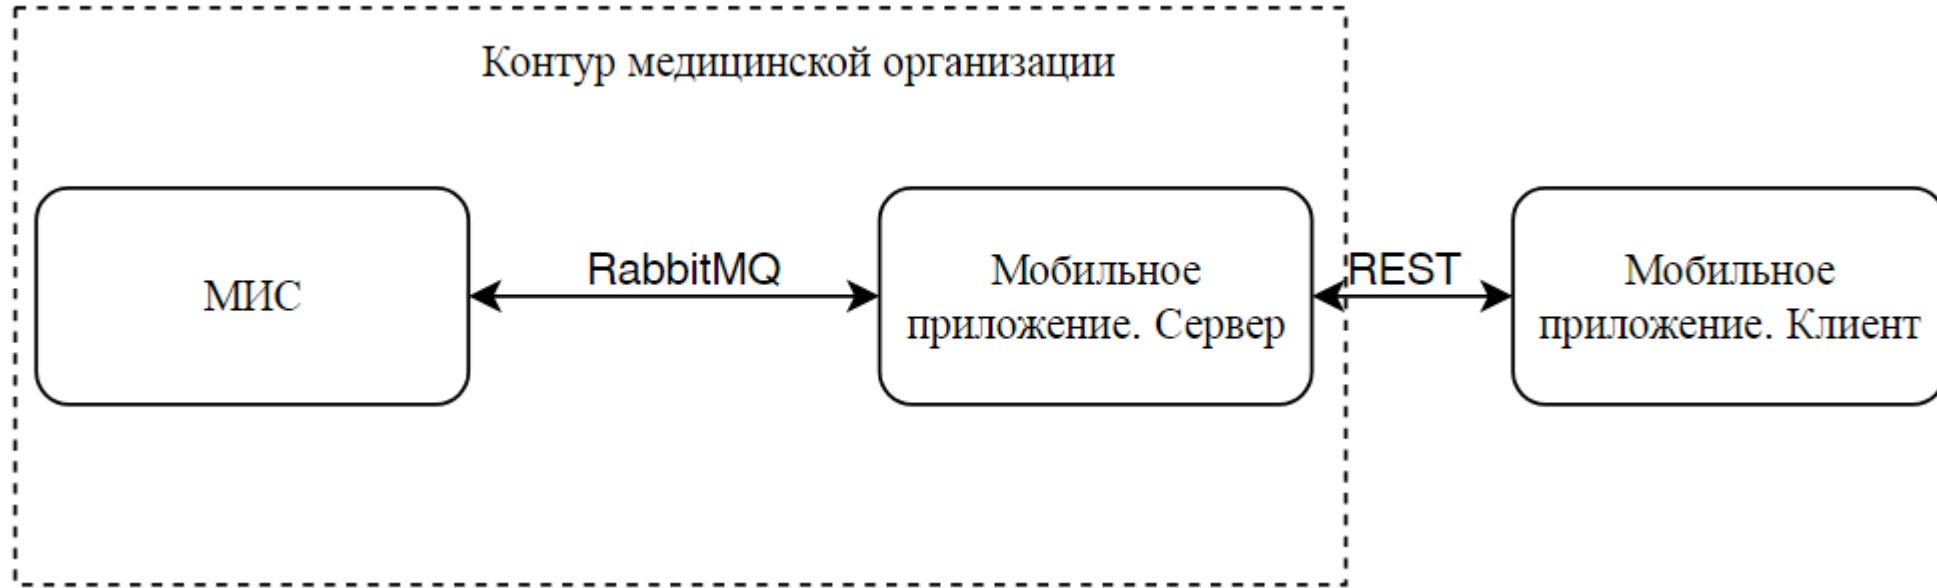 Контур медицинской организации
МИС
RabbitMQ
Мобильное
приложение. Сервер
REST
Мобильное
приложение. Клиент